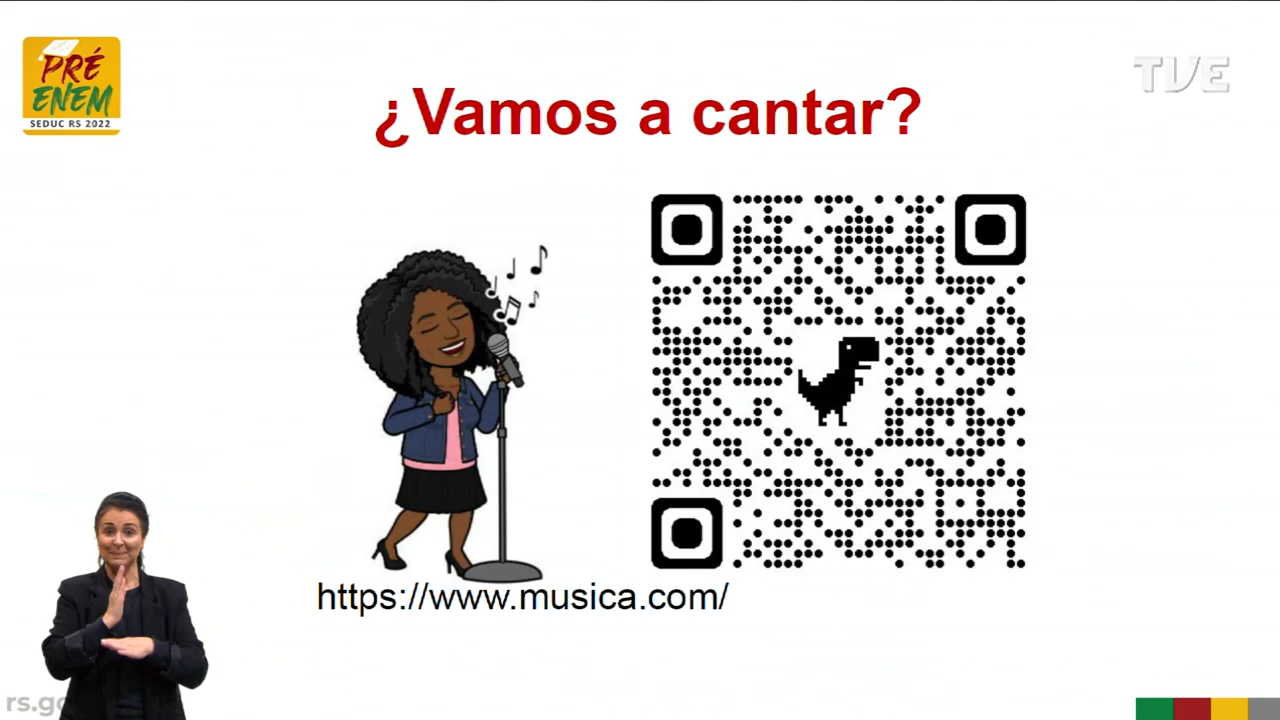 PRÉ
ENEM
SEDUC RS 2022
TVE
¿Vamos a cantar?
https://www.musica.com/